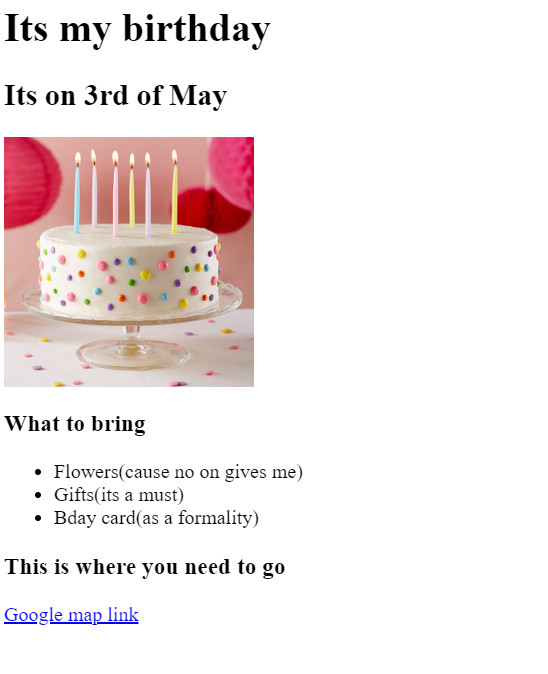 Its my birthday
Its on 3rd of May
What to bring
Flowers(cause no on gives me)
Gifts(its a must)
Bday card(as a formality)
This is where you need to go
Google map link